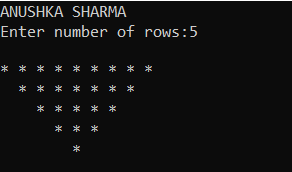 ANUSHKA SHARMA
Enter number of rows:5
* * * * * * * * *
  * * * * * * *
    * * * * *
      * * *
        *